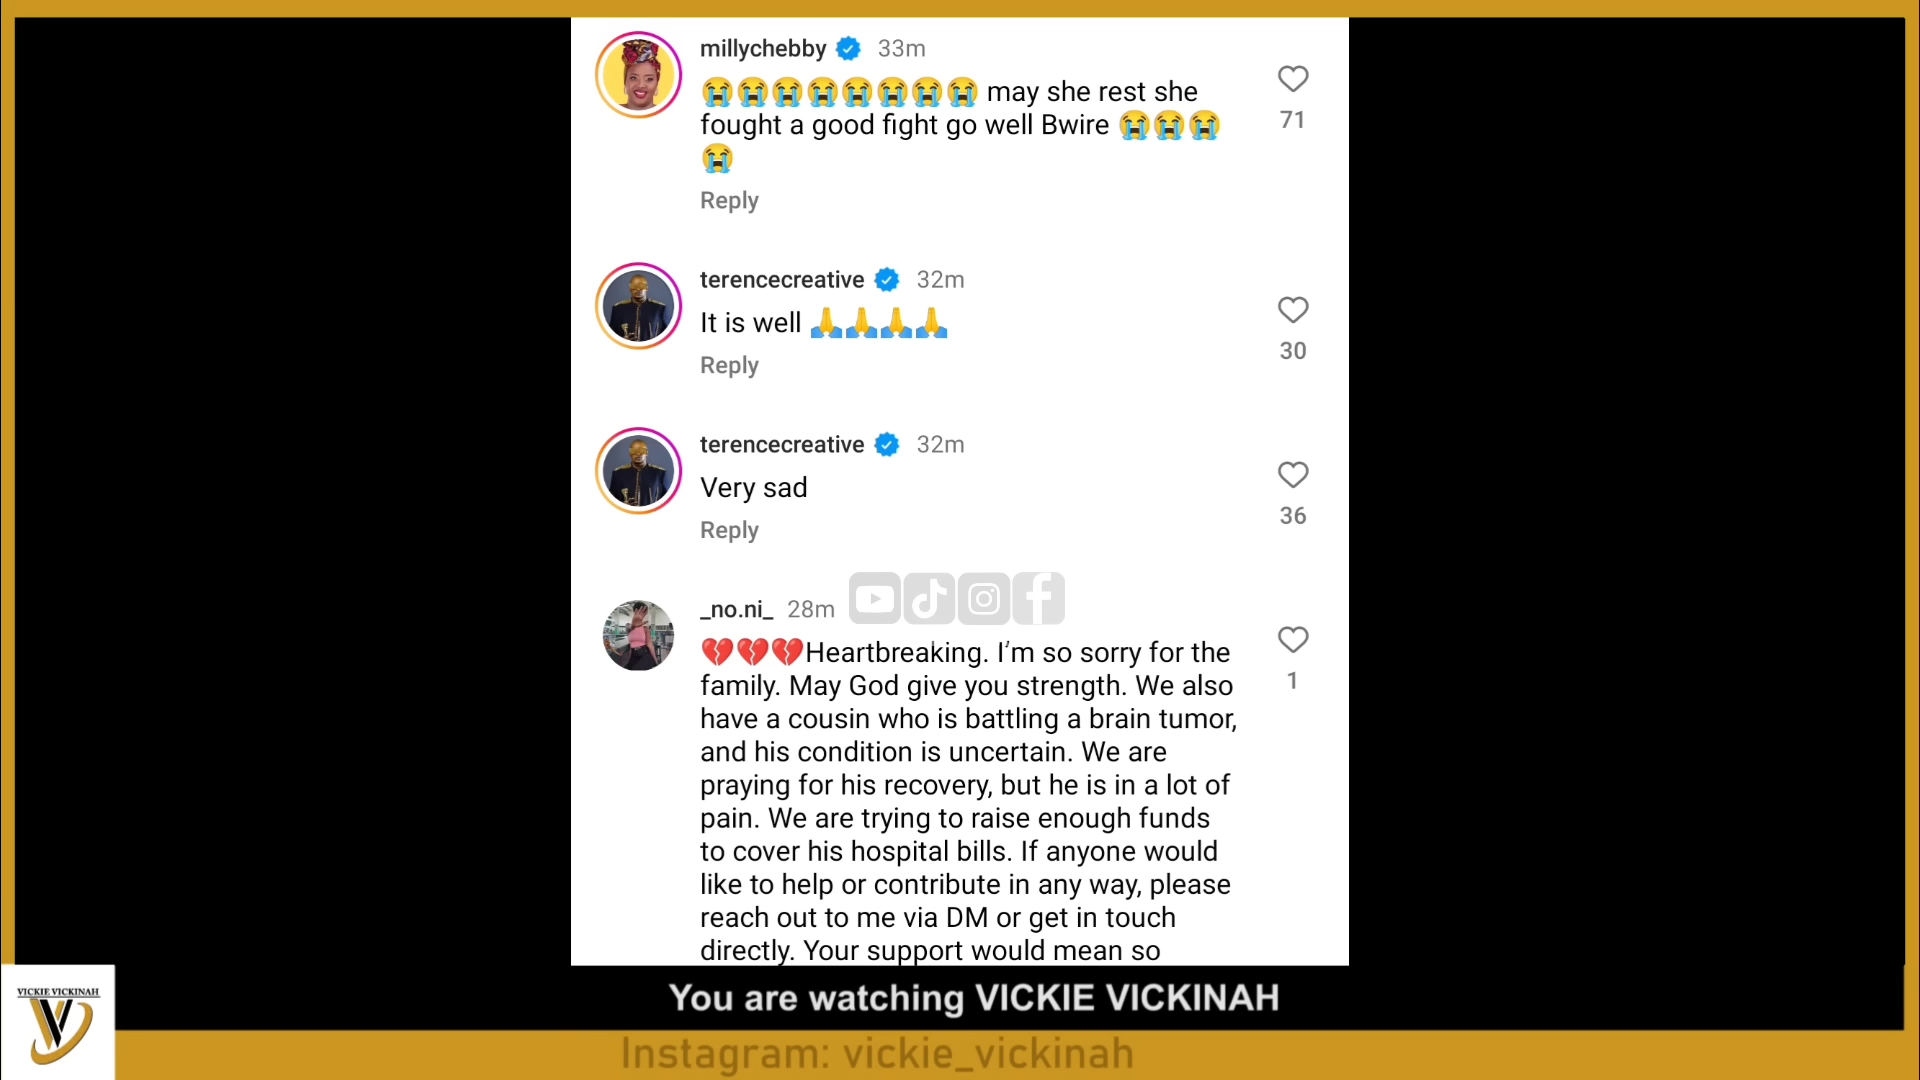 millychebby 33m
😭😭😭😭😭😭😭😭 may she rest she
fought a good fight go well Bwire 😭😭😭
😭
71
Reply
terencecreative 32m
It is well 🙏🙏🙏🙏
30
Reply
terencecreative 32m
Very sad
36
Reply
_no.ni_ 28m
💔💔💔Heartbreaking. I'm so sorry for the
family. May God give you strength. We also
have a cousin who is battling a brain tumor,
and his condition is uncertain. We are
praying for his recovery, but he is in a lot of
pain. We are trying to raise enough funds
to cover his hospital bills. If anyone would
like to help or contribute in any way, please
reach out to me via DM or get in touch
directly. Your support would mean so
1
VICKIE VICKINAH
You are watching VICKIE VICKINAH
Instagram: vickie_vickinah